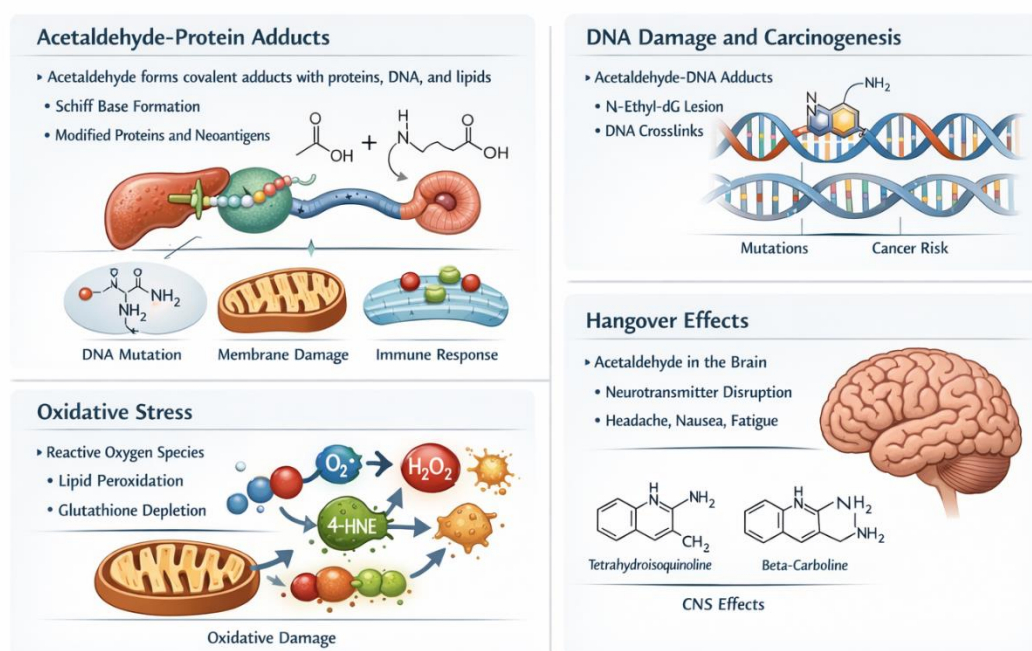 Acetaldehyde-Protein Adducts
▸ Acetaldehyde forms covalent adducts with proteins, DNA, and lipids
• Schiff Base Formation
• Modified Proteins and Neoantigens
O
OH
+
H
N
O
OH
NH₂
NH₂
DNA Mutation
Membrane Damage
Immune Response
DNA Damage and Carcinogenesis
▸ Acetaldehyde-DNA Adducts
• N-Ethyl-dG Lesion
• DNA Crosslinks
N
N
NH₂
Mutations
Cancer Risk
Oxidative Stress
▸ Reactive Oxygen Species
• Lipid Peroxidation
• Glutathione Depletion
O₂•
H₂O₂
4-HNE
Oxidative Damage
Hangover Effects
▸ Acetaldehyde in the Brain
• Neurotransmitter Disruption
• Headache, Nausea, Fatigue
H
N
NH₂
CH₂
Tetrahydroisoquinoline
H
N
NH₂
NH₂
Beta-Carboline
CNS Effects